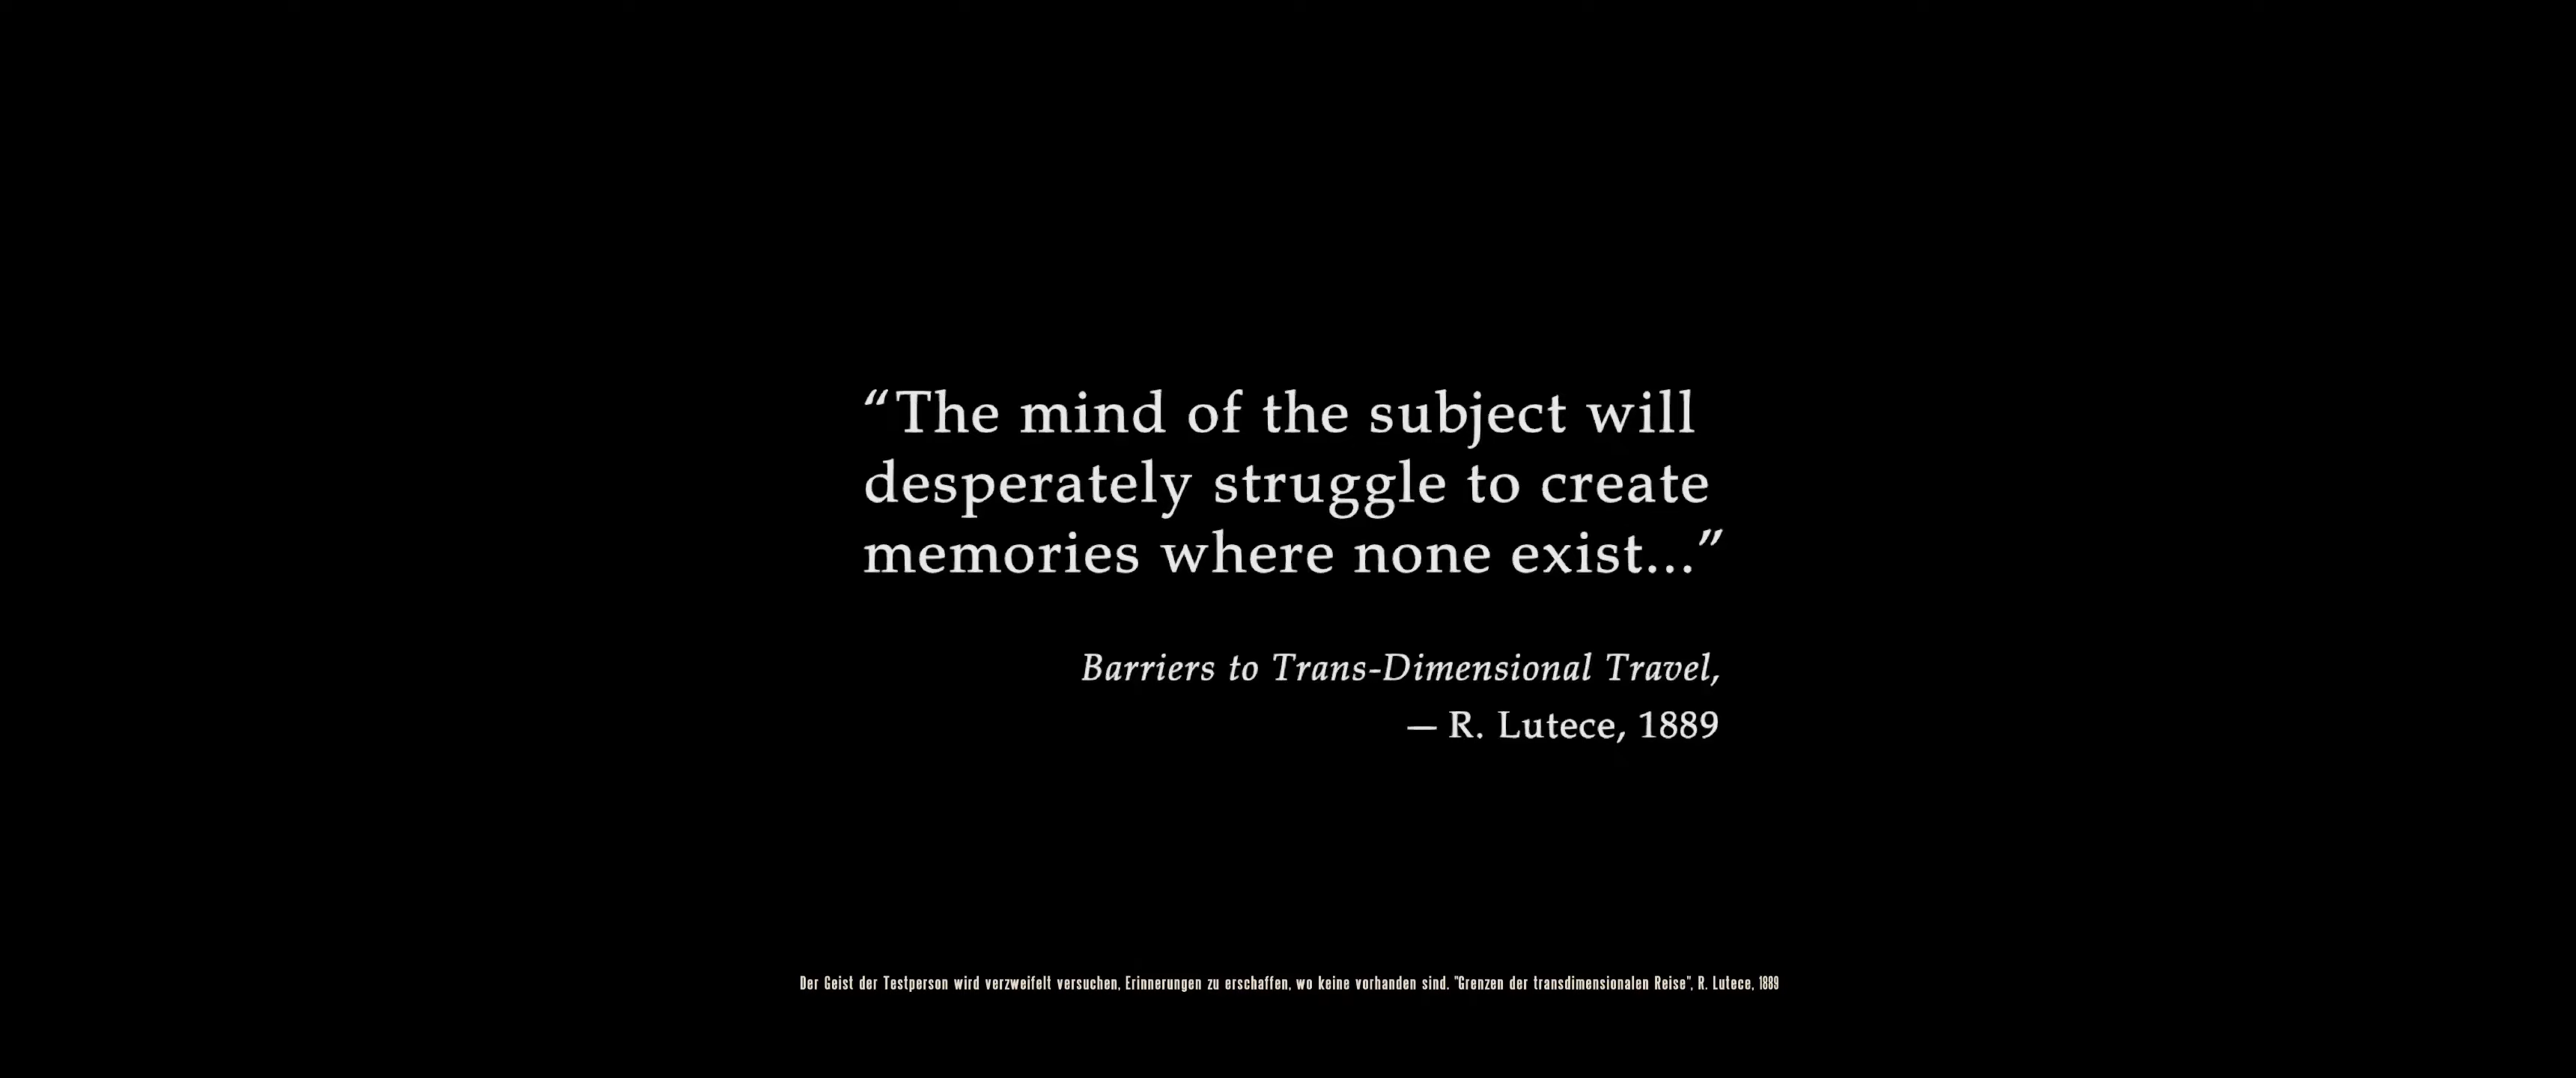 “The mind of the subject will
desperately struggle to create
memories where none exist...”
Barriers to Trans-Dimensional Travel,
— R. Lutece, 1889
Der Geist der Testperson wird verzweifelt versuchen, Erinnerungen zu erschaffen, wo keine vorhanden sind. "Grenzen der transdimensionalen Reise", R. Lutece, 1889